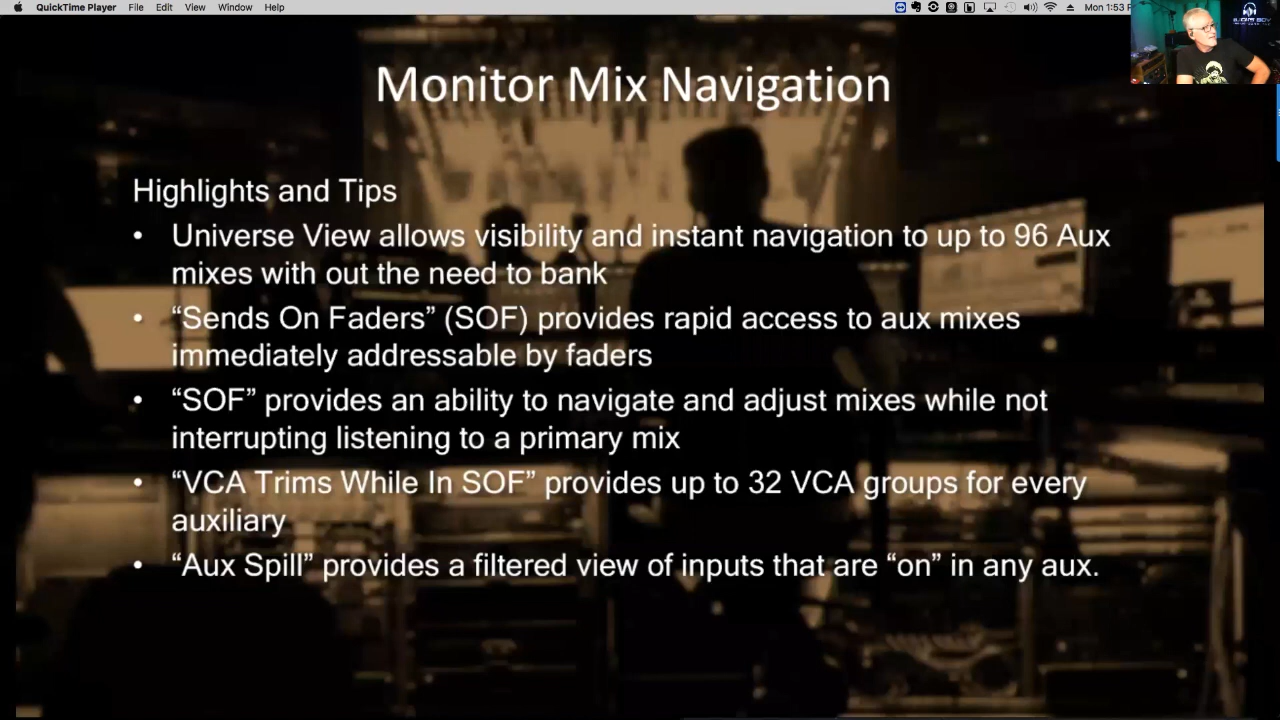 QuickTime Player File Edit View Window Help Mon 1:53
Monitor Mix Navigation
Highlights and Tips
• Universe View allows visibility and instant navigation to up to 96 Aux
mixes with out the need to bank
• “Sends On Faders” (SOF) provides rapid access to aux mixes
immediately addressable by faders
• “SOF” provides an ability to navigate and adjust mixes while not
interrupting listening to a primary mix
• “VCA Trims While In SOF” provides up to 32 VCA groups for every
auxiliary
• “Aux Spill” provides a filtered view of inputs that are “on” in any aux.